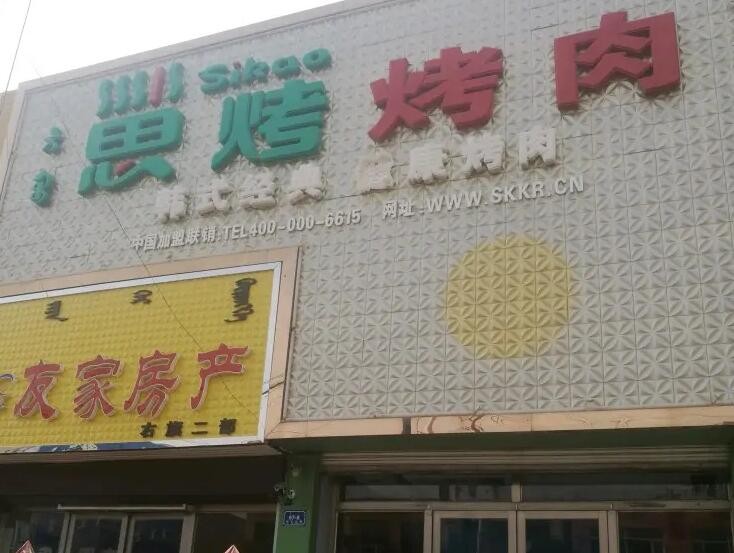 Sikao
思烤 烤肉
韩式经典 健康烤肉
中国加盟联销:TEL400-000-6615 网址:WWW.SKKR.CN
友家房产
右旗二部